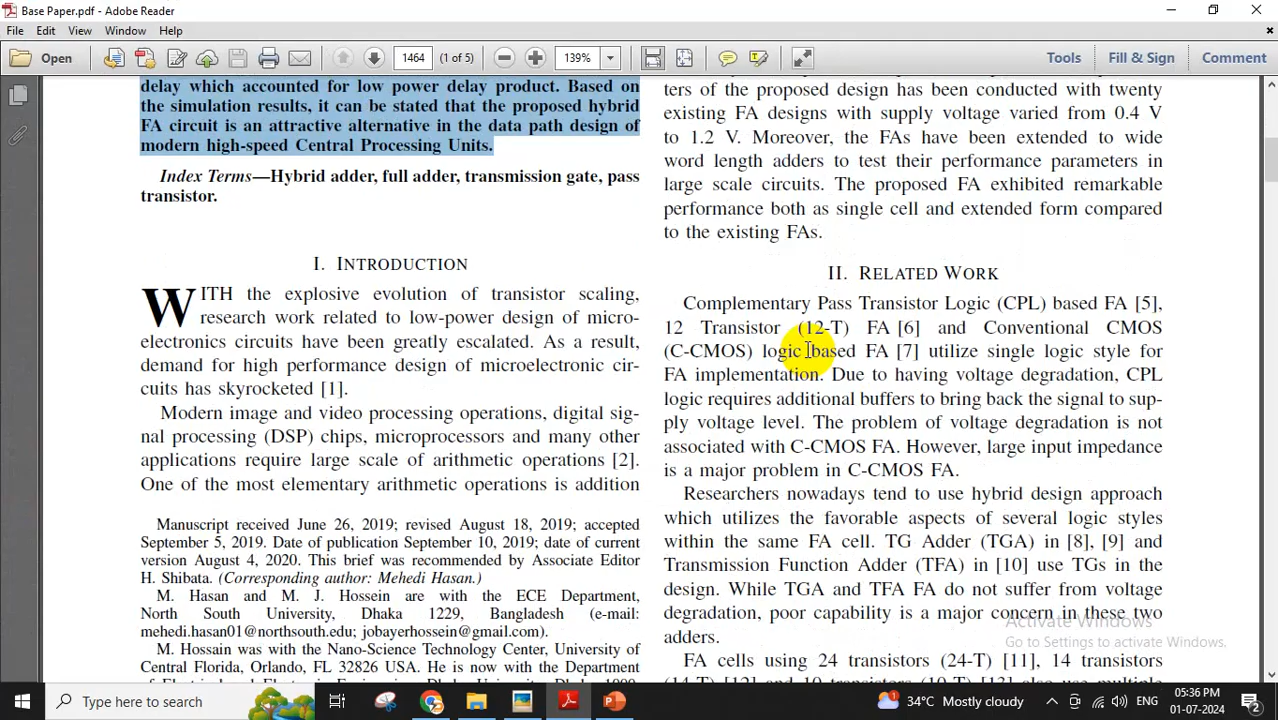 Base Paper.pdf - Adobe Reader
File Edit View Window Help
Open
1464 (1 of 5)
139%
Tools Fill & Sign Comment
delay which accounted for low power delay product. Based on
the simulation results, it can be stated that the proposed hybrid
FA circuit is an attractive alternative in the data path design of
modern high-speed Central Processing Units.
Index Terms—Hybrid adder, full adder, transmission gate, pass
transistor.
I. INTRODUCTION
WITH the explosive evolution of transistor scaling,
research work related to low-power design of micro-
electronics circuits have been greatly escalated. As a result,
demand for high performance design of microelectronic cir-
cuits has skyrocketed [1].
Modern image and video processing operations, digital sig-
nal processing (DSP) chips, microprocessors and many other
applications require large scale of arithmetic operations [2].
One of the most elementary arithmetic operations is addition
Manuscript received June 26, 2019; revised August 18, 2019; accepted
September 5, 2019. Date of publication September 10, 2019; date of current
version August 4, 2020. This brief was recommended by Associate Editor
H. Shibata. (Corresponding author: Mehedi Hasan.)
M. Hasan and M. J. Hossein are with the ECE Department,
North South University, Dhaka 1229, Bangladesh (e-mail:
mehedi.hasan01@northsouth.edu; jobayerhossein@gmail.com).
M. Hossain was with the Nano-Science Technology Center, University of
Central Florida, Orlando, FL 32826 USA. He is now with the Department
ters of the proposed design has been conducted with twenty
existing FA designs with supply voltage varied from 0.4 V
to 1.2 V. Moreover, the FAs have been extended to wide
word length adders to test their performance parameters in
large scale circuits. The proposed FA exhibited remarkable
performance both as single cell and extended form compared
to the existing FAs.
II. RELATED WORK
Complementary Pass Transistor Logic (CPL) based FA [5],
12 Transistor (12-T) FA [6] and Conventional CMOS
(C-CMOS) logic based FA [7] utilize single logic style for
FA implementation. Due to having voltage degradation, CPL
logic requires additional buffers to bring back the signal to sup-
ply voltage level. The problem of voltage degradation is not
associated with C-CMOS FA. However, large input impedance
is a major problem in C-CMOS FA.
Researchers nowadays tend to use hybrid design approach
which utilizes the favorable aspects of several logic styles
within the same FA cell. TG Adder (TGA) in [8], [9] and
Transmission Function Adder (TFA) in [10] use TGs in the
design. While TGA and TFA FA do not suffer from voltage
degradation, poor capability is a major concern in these two
adders.
FA cells using 24 transistors (24-T) [11], 14 transistors
(14-T) [12] and 10 transistors (10-T) [13] also use multiple
Activate Windows
Go to Settings to activate Windows.
Type here to search
34°C Mostly cloudy
ENG
05:36 PM
01-07-2024
2